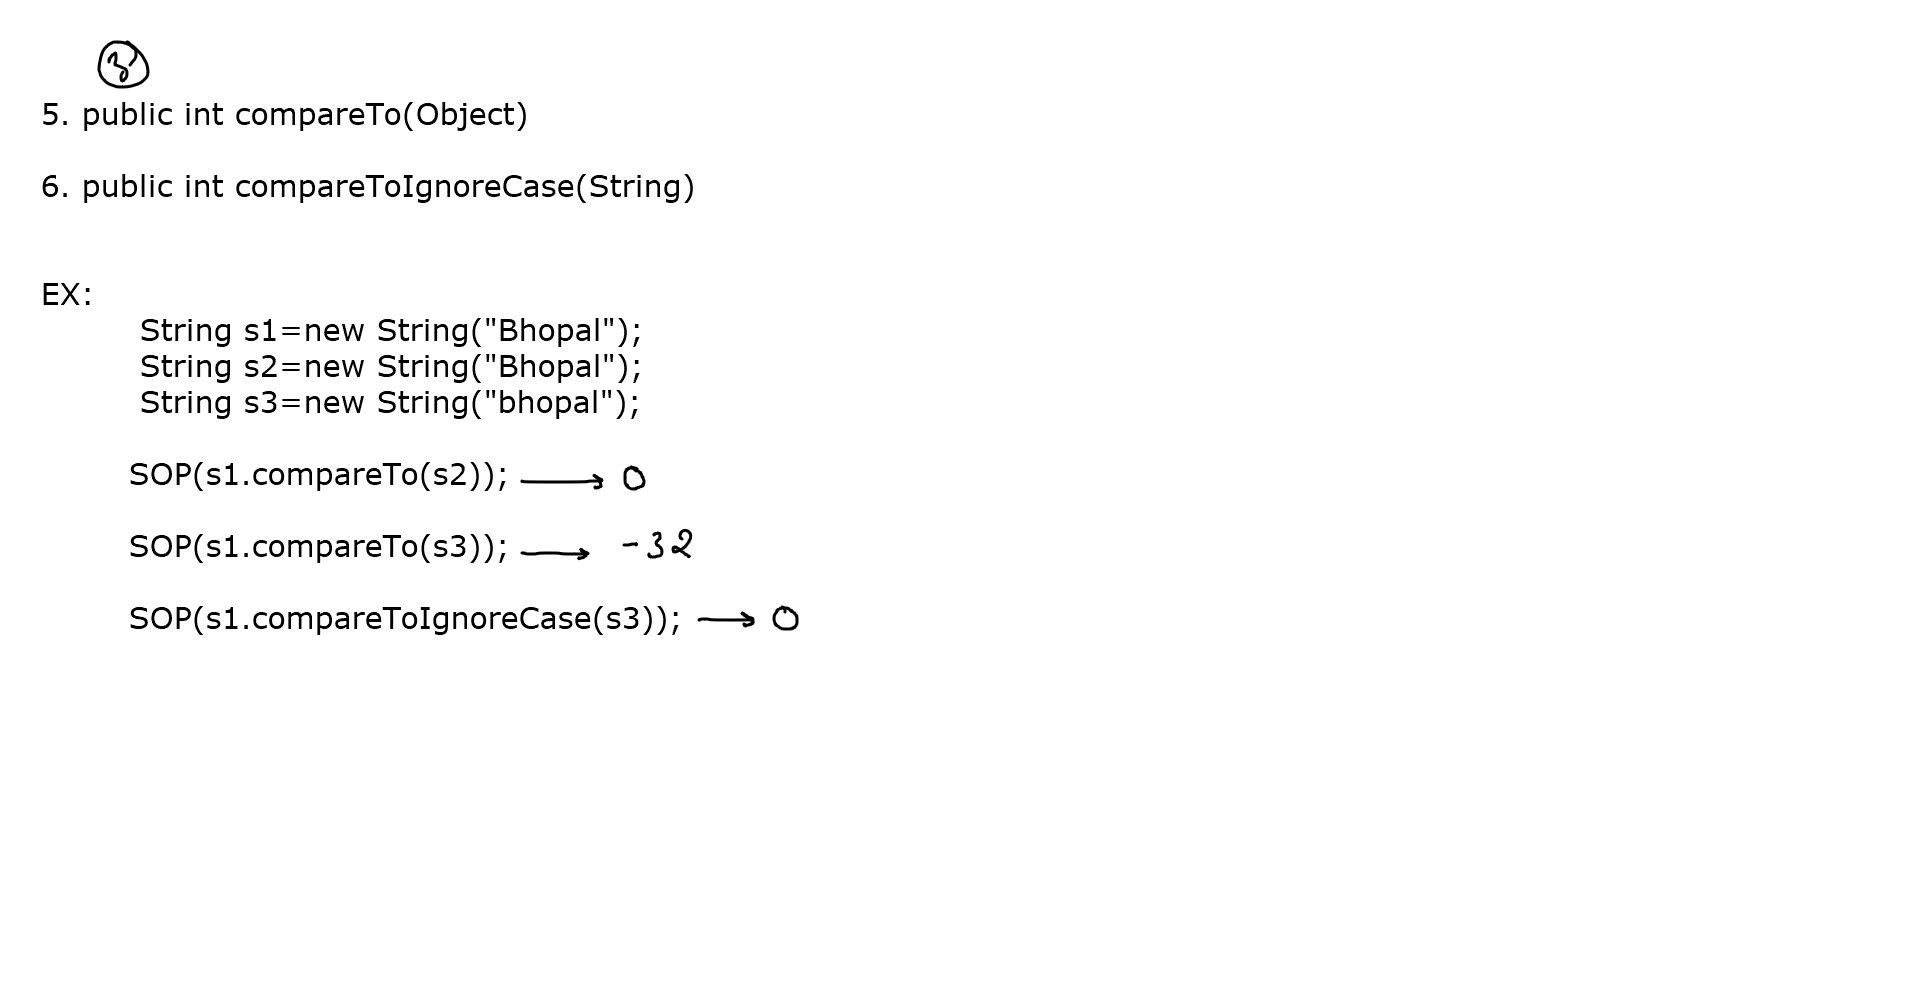 5. public int compareTo(Object)
6. public int compareToIgnoreCase(String)
EX:
String s1=new String("Bhopal");
String s2=new String("Bhopal");
String s3=new String("bhopal");
SOP(s1.compareTo(s2)); → 0
SOP(s1.compareTo(s3)); → -32
SOP(s1.compareToIgnoreCase(s3)); → 0